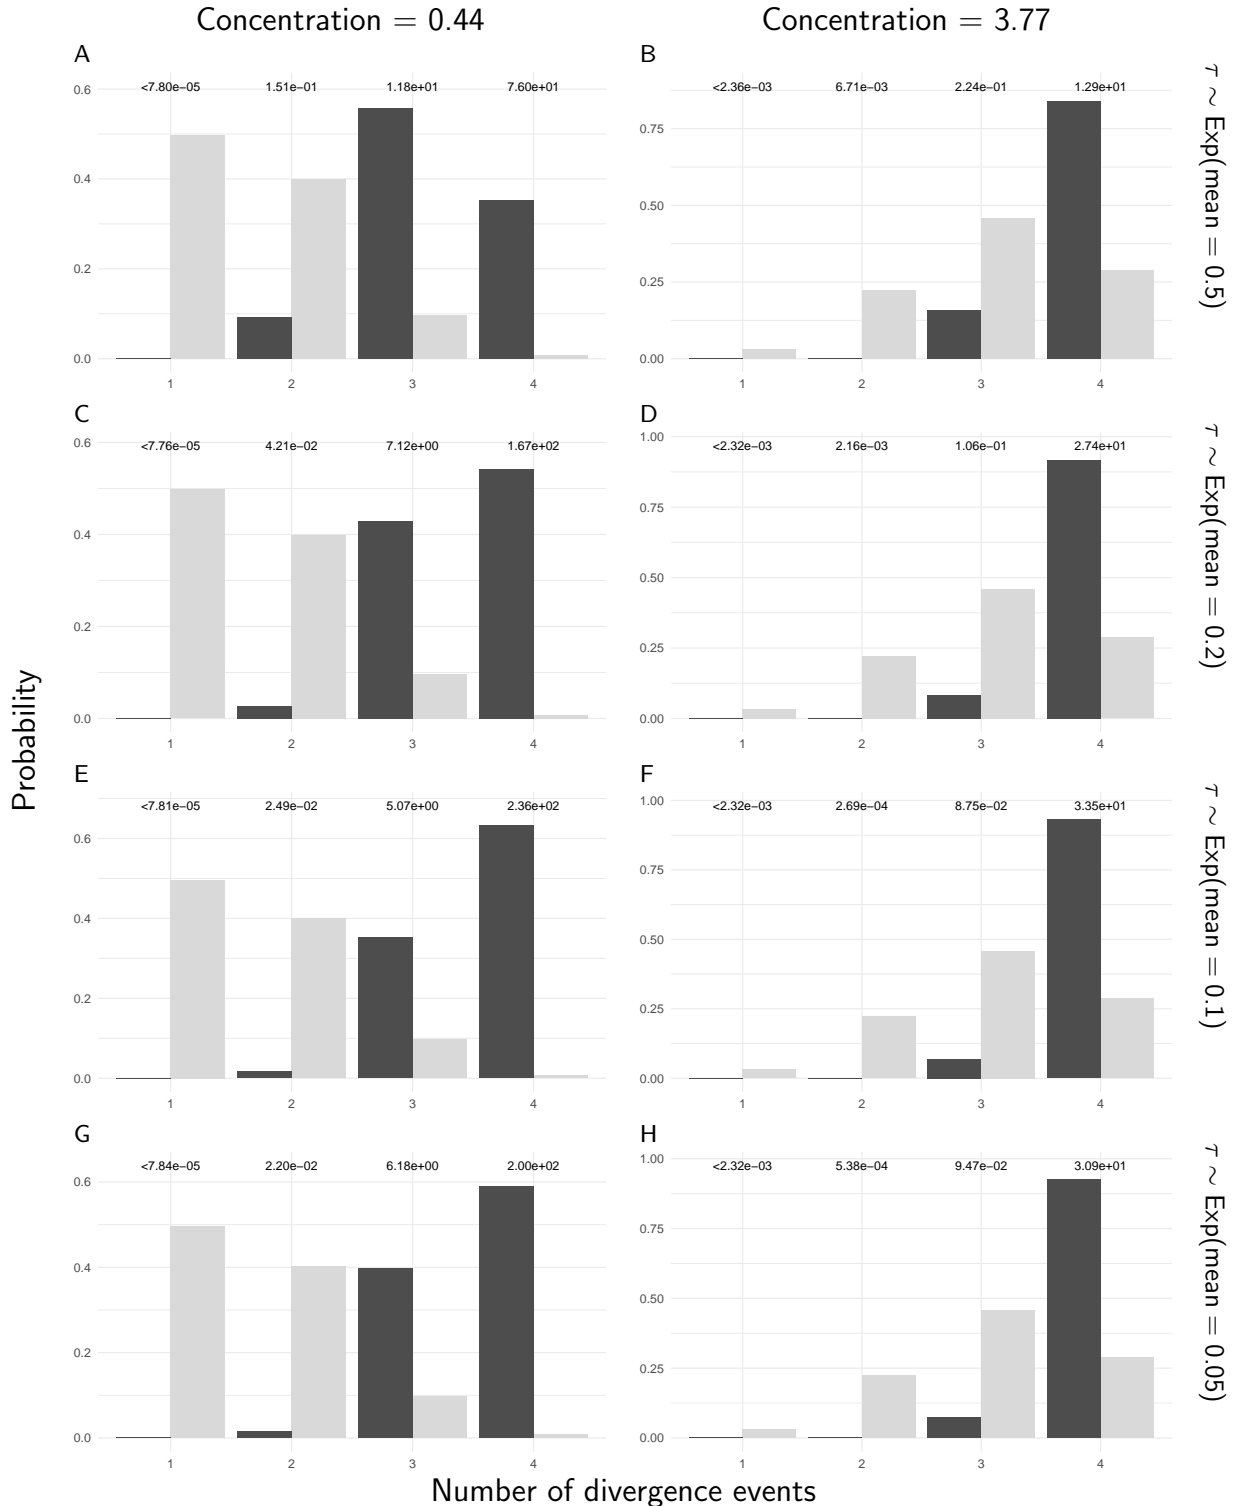 Concentration = 0.44
Concentration = 3.77
A
<7.80e−05 1.51e−01 1.18e+01 7.60e+01
0.6
0.4
0.2
0.0
1 2 3 4
B
<2.36e−03 6.71e−03 2.24e−01 1.29e+01
0.75
0.50
0.25
0.00
1 2 3 4
τ ∼ Exp(mean = 0.5)
C
<7.76e−05 4.21e−02 7.12e+00 1.67e+02
0.6
0.4
0.2
0.0
1 2 3 4
D
<2.32e−03 2.16e−03 1.06e−01 2.74e+01
1.00
0.75
0.50
0.25
0.00
1 2 3 4
τ ∼ Exp(mean = 0.2)
Probability
E
<7.81e−05 2.49e−02 5.07e+00 2.36e+02
0.6
0.4
0.2
0.0
1 2 3 4
F
<2.32e−03 2.69e−04 8.75e−02 3.35e+01
1.00
0.75
0.50
0.25
0.00
1 2 3 4
τ ∼ Exp(mean = 0.1)
G
<7.84e−05 2.20e−02 6.18e+00 2.00e+02
0.6
0.4
0.2
0.0
1 2 3 4
H
<2.32e−03 5.38e−04 9.47e−02 3.09e+01
1.00
0.75
0.50
0.25
0.00
1 2 3 4
τ ∼ Exp(mean = 0.05)
Number of divergence events